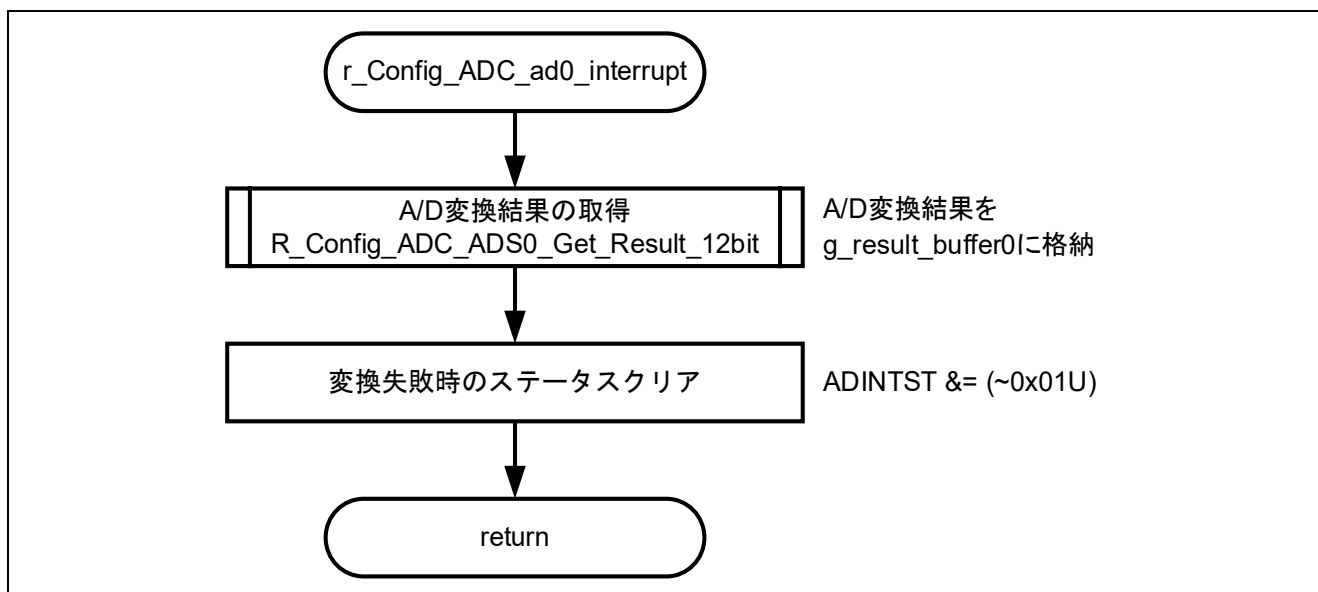 r_Config_ADC_ad0_interrupt
A/D変換結果の取得
R_Config_ADC_ADS0_Get_Result_12bit
A/D変換結果を
g_result_buffer0に格納
変換失敗時のステータスクリア
ADINTST &= (~0x01U)
return